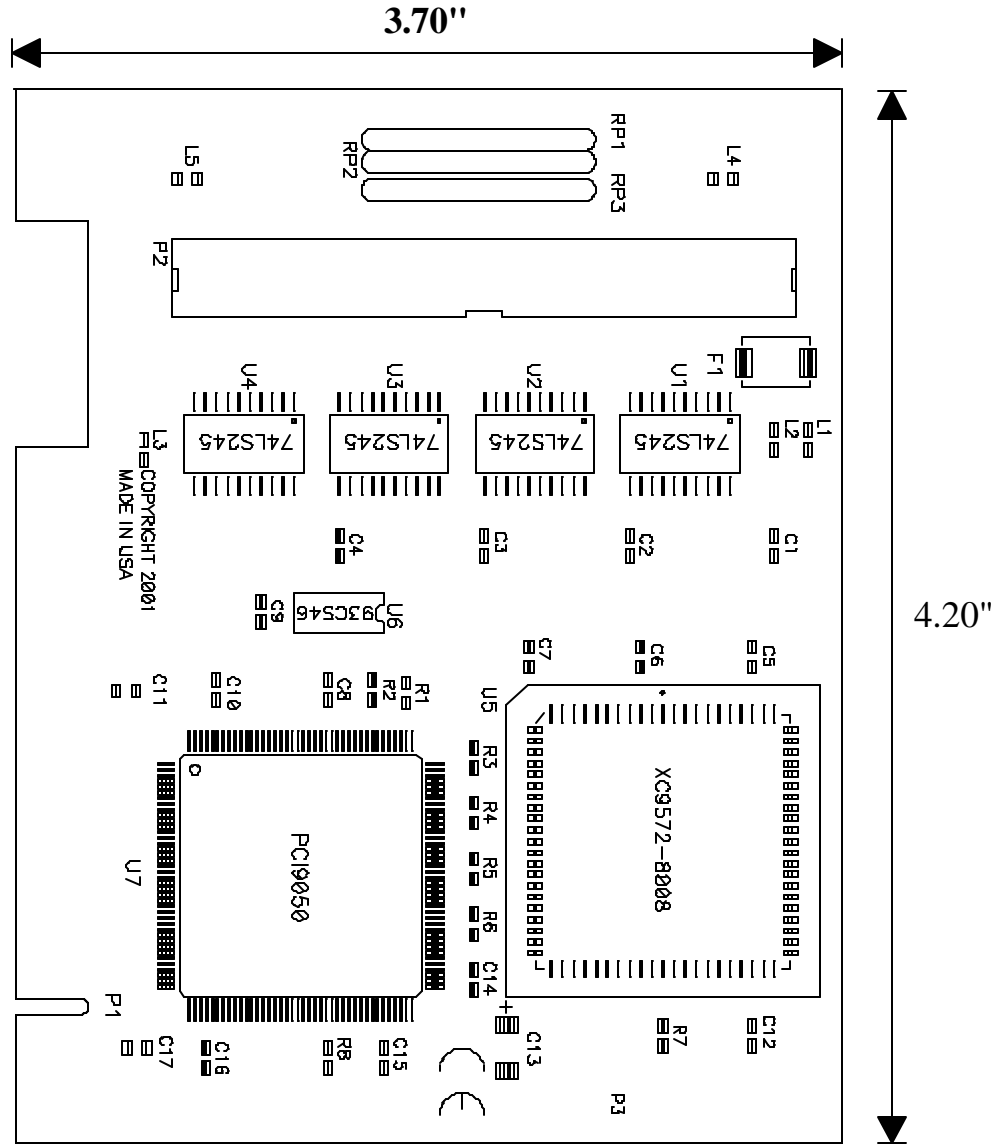 3.70"
RP1
RP2
RP3
L5
L4
P2
F1
U4
U3
U2
U1
74LS245
74LS245
74LS245
74LS245
L3
L2
L1
COPYRIGHT 2001
MADE IN USA
C4
C3
C2
C1
4.20"
C9
93CS46
U6
C7
C6
C5
C11
C10
C8
R2
R1
U5
R3
R4
R5
R6
C14
XC9572-8008
PCI9050
U7
P1
C17
C16
R8
C15
+
C13
R7
C12
P3